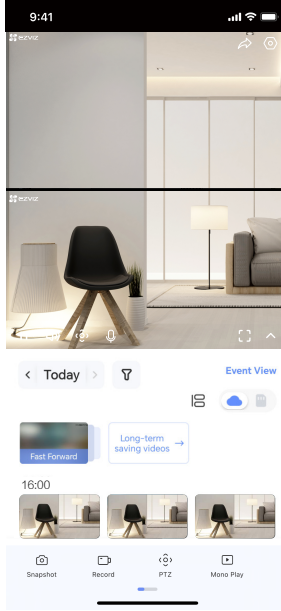 9:41
ezviz
ezviz
Today
Event View
Fast Forward
Long-term
saving videos
16:00
Snapshot
Record
PTZ
Mono Play